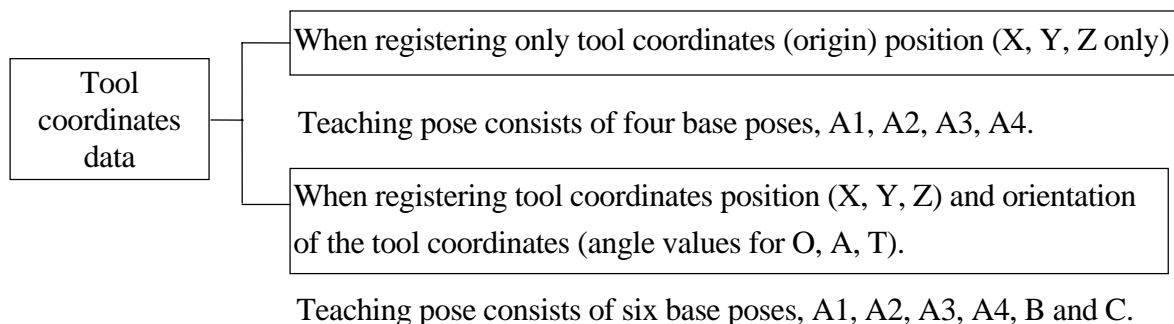 Tool
coordinates
data
When registering only tool coordinates (origin) position (X, Y, Z only)
Teaching pose consists of four base poses, A1, A2, A3, A4.
When registering tool coordinates position (X, Y, Z) and orientation
of the tool coordinates (angle values for O, A, T).
Teaching pose consists of six base poses, A1, A2, A3, A4, B and C.